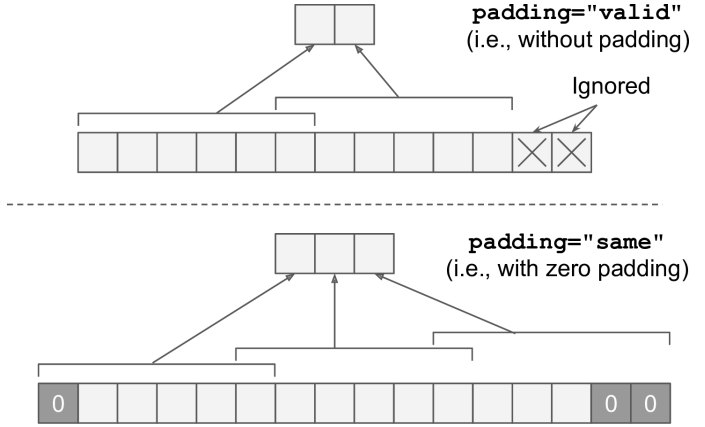 padding="valid"
(i.e., without padding)
Ignored
padding="same"
(i.e., with zero padding)
0 0 0